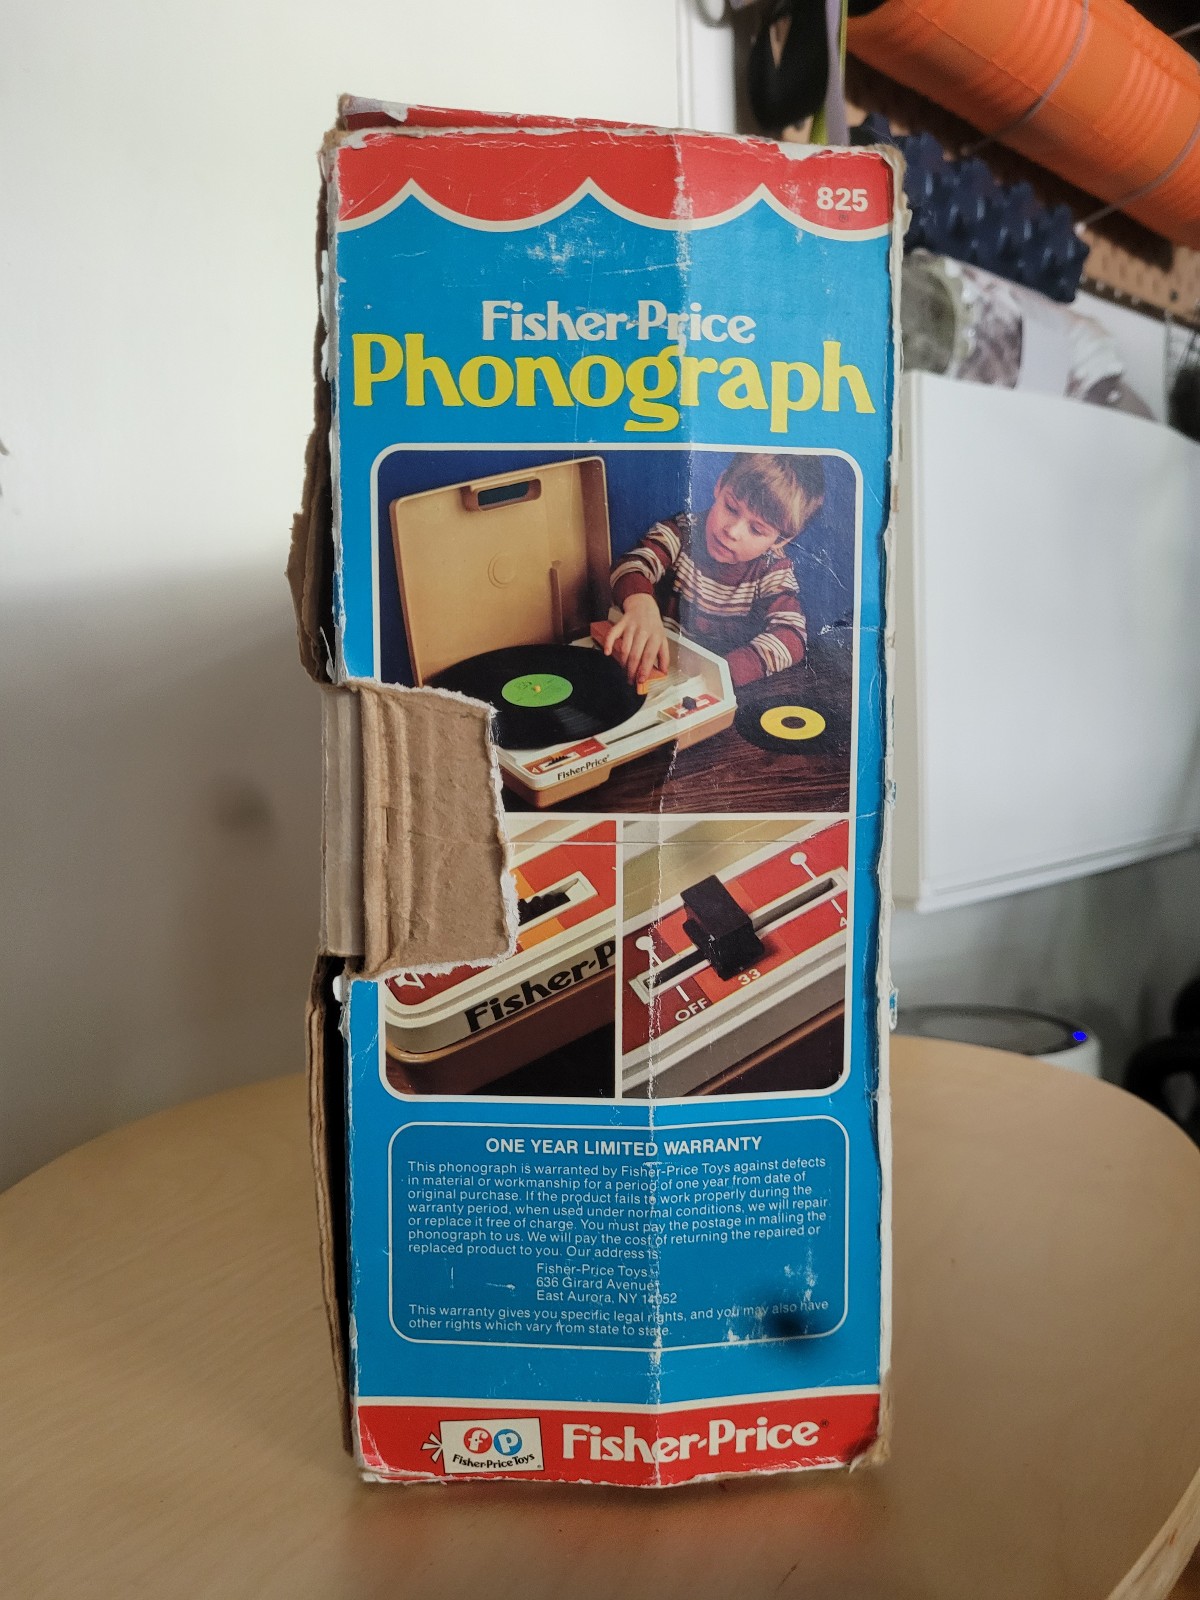 825
Fisher-Price
Phonograph
Fisher-Price
Fisher-P
OFF
33
4
ONE YEAR LIMITED WARRANTY
This phonograph is warranted by Fisher-Price Toys against defects
in material or workmanship for a period of one year from date of
original purchase. If the product fails to work properly during the
warranty period, when used under normal conditions, we will repair
or replace it free of charge. You must pay the postage in mailing the
phonograph to us. We will pay the cost of returning the repaired or
replaced product to you. Our address is:
Fisher-Price Toys
636 Girard Avenue
East Aurora, NY 14052
This warranty gives you specific legal rights, and you may also have
other rights which vary from state to state.
fp
Fisher-Price Toys
Fisher-Price®